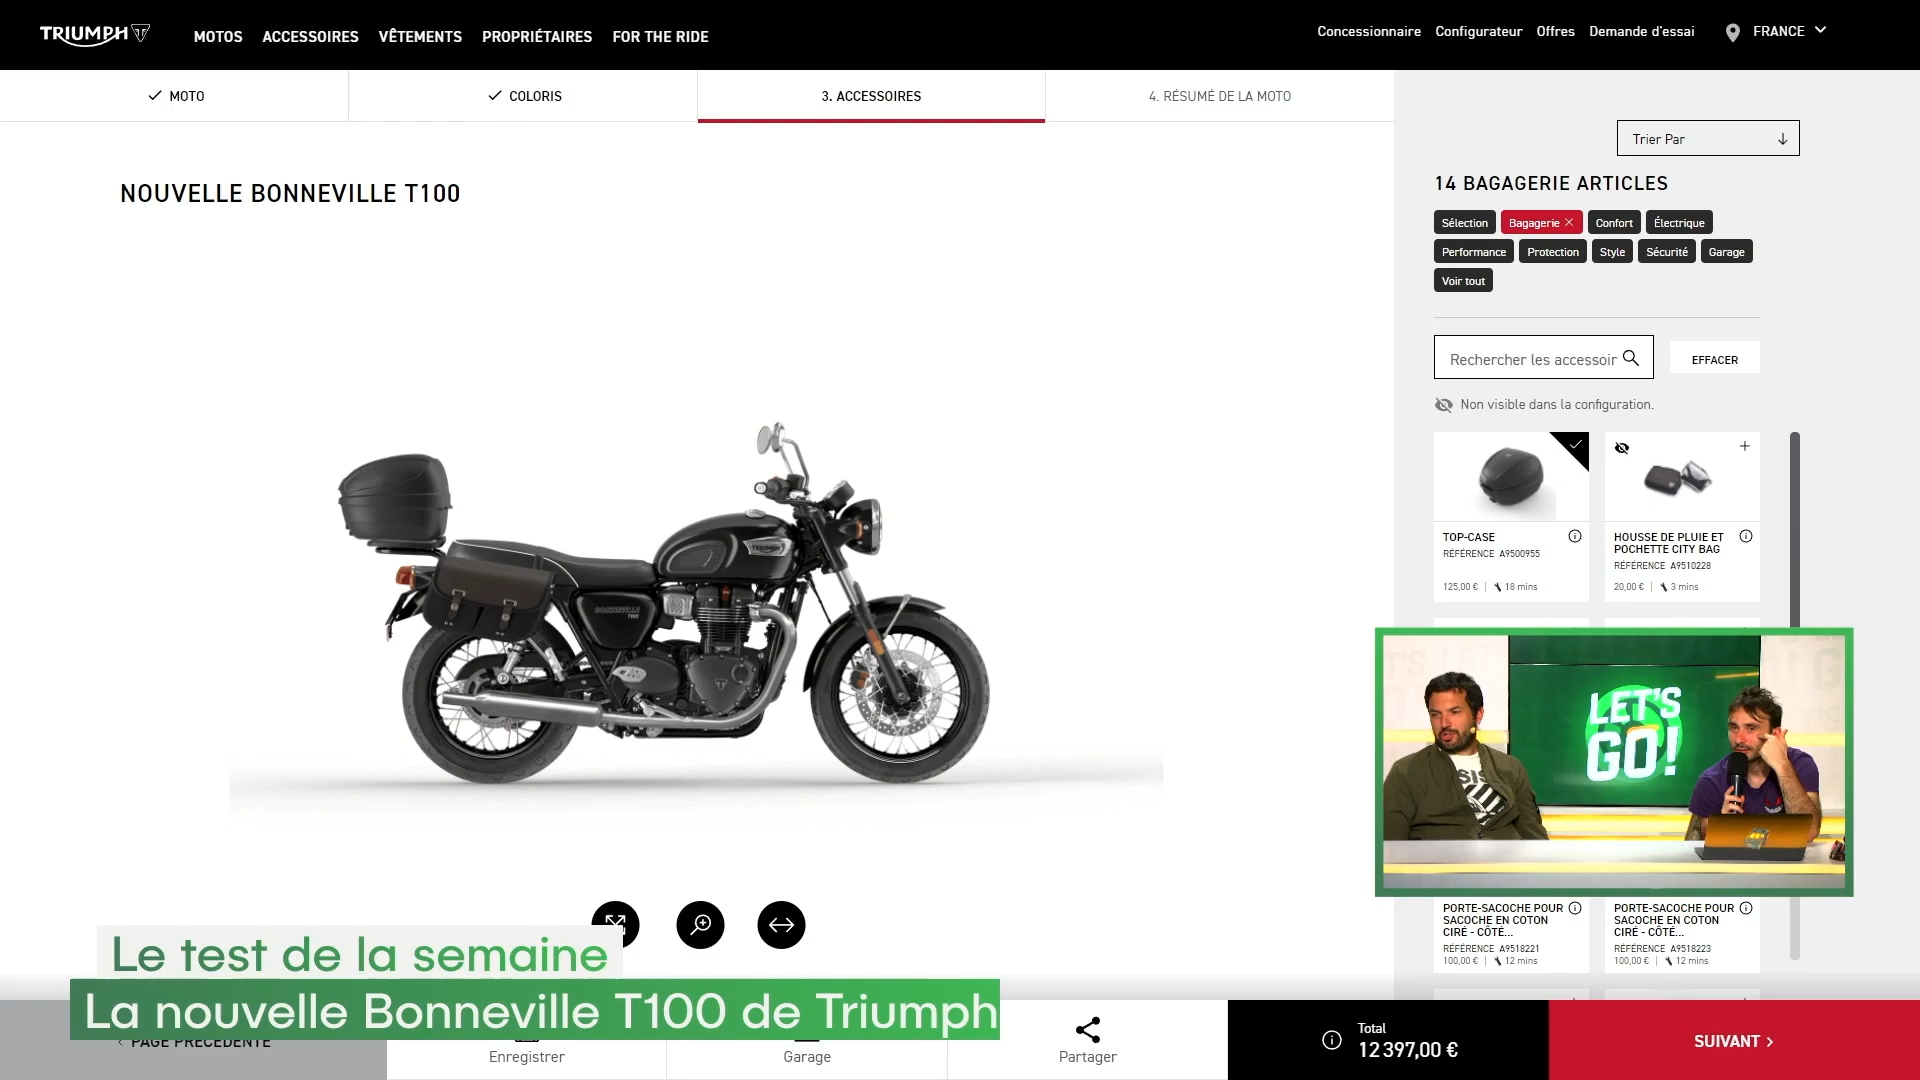 TRIUMPH
MOTOS
ACCESSOIRES
VÊTEMENTS
PROPRIÉTAIRES
FOR THE RIDE
Concessionnaire
Configurateur
Offres
Demande d'essai
FRANCE
MOTO
COLORIS
3. ACCESSOIRES
4. RÉSUMÉ DE LA MOTO
NOUVELLE BONNEVILLE T100
TRIUMPH
BONNEVILLE
T100
Trier Par
14 BAGAGERIE ARTICLES
Sélection
Bagagerie
Confort
Électrique
Performance
Protection
Style
Sécurité
Garage
Voir tout
Rechercher les accessoir
EFFACER
Non visible dans la configuration.
TOP-CASE
RÉFÉRENCE A9500955
125,00 € | 18 mins
HOUSSE DE PLUIE ET
POCHETTE CITY BAG
RÉFÉRENCE A9510228
20,00 € | 3 mins
LET'S
GO!
PORTE-SACOCHE POUR
SACOCHE EN COTON
CIRÉ - CÔTÉ...
RÉFÉRENCE A9518221
100,00 € | 12 mins
PORTE-SACOCHE POUR
SACOCHE EN COTON
CIRÉ - CÔTÉ...
RÉFÉRENCE A9518223
100,00 € | 12 mins
Le test de la semaine
La nouvelle Bonneville T100 de Triumph
PAGE PRÉCÉDENTE
Enregistrer
Garage
Partager
Total
12 397,00 €
SUIVANT